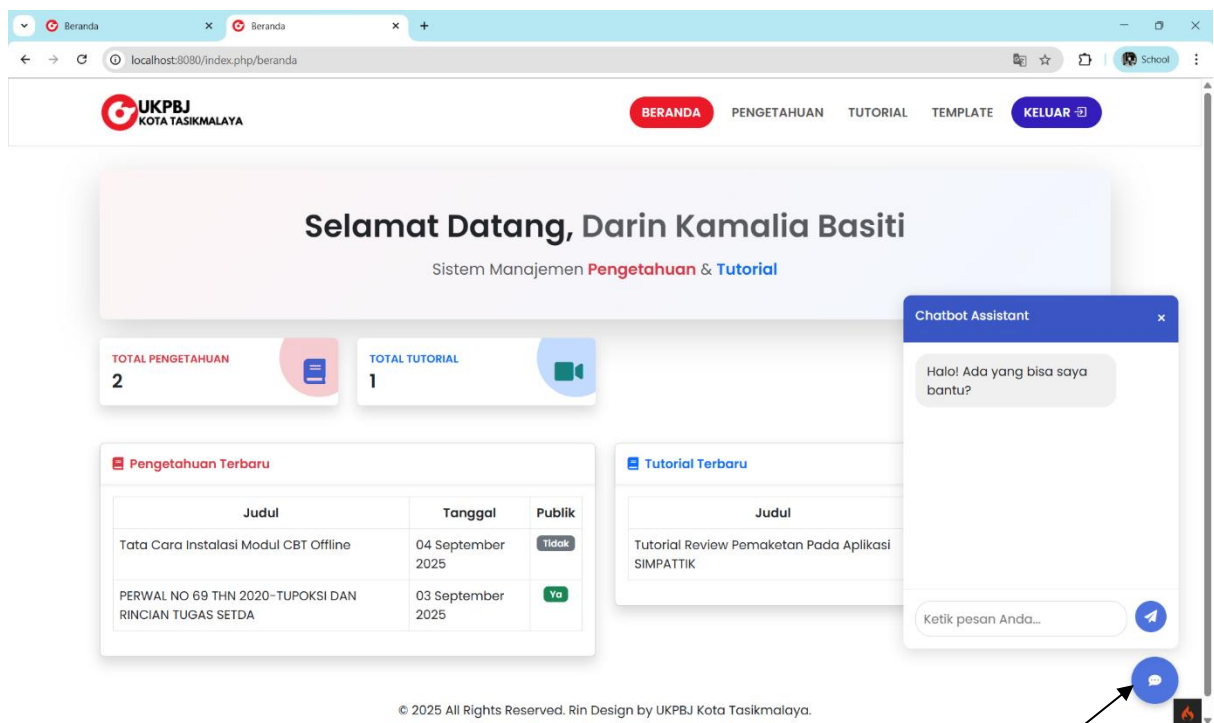 Beranda
Beranda
localhost:8080/index.php/beranda
School
UKPBJ
KOTA TASIKMALAYA
BERANDA PENGETAHUAN TUTORIAL TEMPLATE KELUAR
Selamat Datang, Darin Kamalia Basiti
Sistem Manajemen Pengetahuan & Tutorial
TOTAL PENGETAHUAN
2
TOTAL TUTORIAL
1
Pengetahuan Terbaru
Judul Tanggal Publik
Tata Cara Instalasi Modul CBT Offline 04 September Tidak
2025
PERWAL NO 69 THN 2020-TUPOKSI DAN 03 September Ya
RINCIAN TUGAS SETDA 2025
Tutorial Terbaru
Judul
Tutorial Review Pemaketan Pada Aplikasi
SIMPATTIK
Chatbot Assistant
Halo! Ada yang bisa saya
bantu?
Ketik pesan Anda...
© 2025 All Rights Reserved. Rin Design by UKPBJ Kota Tasikmalaya.